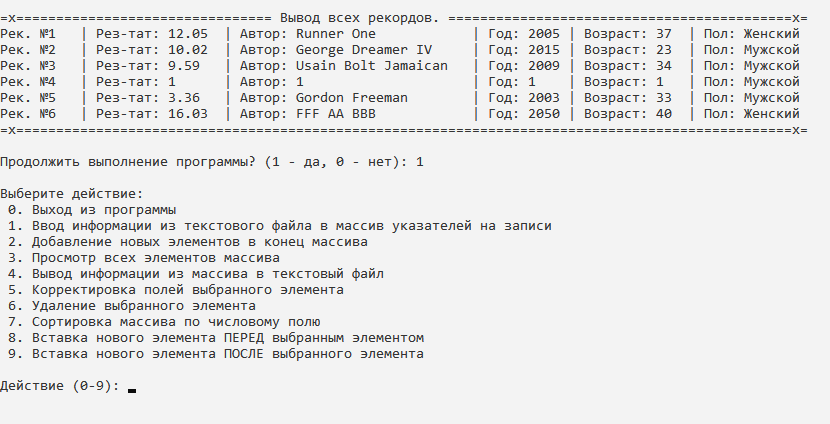 =x================================ Вывод всех рекордов. ===========================================x=
Рек. №1   | Рез-тат: 12.05  | Автор: Runner One            | Год: 2005 | Возраст: 37  | Пол: Женский
Рек. №2   | Рез-тат: 10.02  | Автор: George Dreamer IV     | Год: 2015 | Возраст: 23  | Пол: Мужской
Рек. №3   | Рез-тат: 9.59   | Автор: Usain Bolt Jamaican   | Год: 2009 | Возраст: 34  | Пол: Мужской
Рек. №4   | Рез-тат: 1      | Автор: 1                     | Год: 1    | Возраст: 1   | Пол: Мужской
Рек. №5   | Рез-тат: 3.36   | Автор: Gordon Freeman        | Год: 2003 | Возраст: 33  | Пол: Мужской
Рек. №6   | Рез-тат: 16.03  | Автор: FFF AA BBB            | Год: 2050 | Возраст: 40  | Пол: Женский
=x=================================================================================================x=
Продолжить выполнение программы? (1 - да, 0 - нет): 1
Выберите действие:
 0. Выход из программы
 1. Ввод информации из текстового файла в массив указателей на записи
 2. Добавление новых элементов в конец массива
 3. Просмотр всех элементов массива
 4. Вывод информации из массива в текстовый файл
 5. Корректировка полей выбранного элемента
 6. Удаление выбранного элемента
 7. Сортировка массива по числовому полю
 8. Вставка нового элемента ПЕРЕД выбранным элементом
 9. Вставка нового элемента ПОСЛЕ выбранного элемента
Действие (0-9):